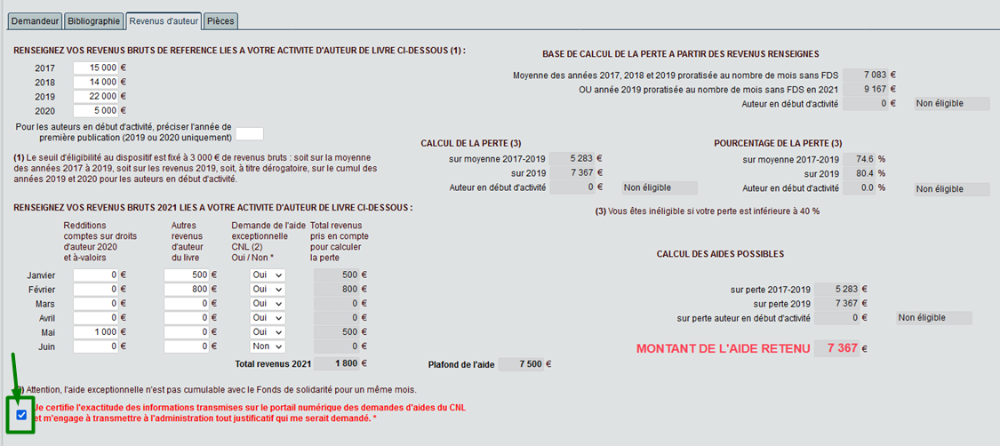 Demandeur Bibliographie Revenus d'auteur Pièces
RENSEIGNEZ VOS REVENUS BRUTS DE REFERENCE LIES A VOTRE ACTIVITE D'AUTEUR DE LIVRE CI-DESSOUS (1) :
2017 15 000 €
2018 14 000 €
2019 22 000 €
2020 5 000 €
Pour les auteurs en début d'activité, préciser l'année de
première publication (2019 ou 2020 uniquement)
(1) Le seuil d'éligibilité au dispositif est fixé à 3 000 € de revenus bruts : soit sur la moyenne
des années 2017 à 2019, soit sur les revenus 2019, soit, à titre dérogatoire, sur le cumul des
années 2019 et 2020 pour les auteurs en début d'activité.
BASE DE CALCUL DE LA PERTE A PARTIR DES REVENUS RENSEIGNES
Moyenne des années 2017, 2018 et 2019 proratisée au nombre de mois sans FDS 7 083 €
OU année 2019 proratisée au nombre de mois sans FDS en 2021 9 167 €
Auteur en début d'activité 0 € Non éligible
CALCUL DE LA PERTE (3)
sur moyenne 2017-2019 5 283 €
sur 2019 7 367 €
Auteur en début d'activité 0 € Non éligible
POURCENTAGE DE LA PERTE (3)
sur moyenne 2017-2019 74.6 %
sur 2019 80.4 %
Auteur en début d'activité 0.0 % Non éligible
(3) Vous êtes inéligible si votre perte est inférieure à 40 %
RENSEIGNEZ VOS REVENUS BRUTS 2021 LIES A VOTRE ACTIVITE D'AUTEUR DE LIVRE CI-DESSOUS :
Redditions Autres Demande de l'aide Total revenus
comptes sur droits revenus exceptionnelle pris en compte
d'auteur 2020 d'auteur CNL (2) pour calculer
et à-valoirs du livre Oui / Non * la perte
Janvier 0 € 500 € Oui 500 €
Février 0 € 800 € Oui 800 €
Mars 0 € 0 € Oui 0 €
Avril 0 € 0 € Oui 0 €
Mai 1 000 € 0 € Oui 500 €
Juin 0 € 0 € Non 0 €
Total revenus 2021 1 800 € Plafond de l'aide 7 500 €
CALCUL DES AIDES POSSIBLES
sur perte 2017-2019 5 283 €
sur perte 2019 7 367 €
sur perte auteur en début d'activité 0 € Non éligible
MONTANT DE L'AIDE RETENU 7 367 €
) Attention, l'aide exceptionnelle n'est pas cumulable avec le Fonds de solidarité pour un même mois.
Je certifie l'exactitude des informations transmises sur le portail numérique des demandes d'aides du CNL
et m'engage à transmettre à l'administration tout justificatif qui me serait demandé. *